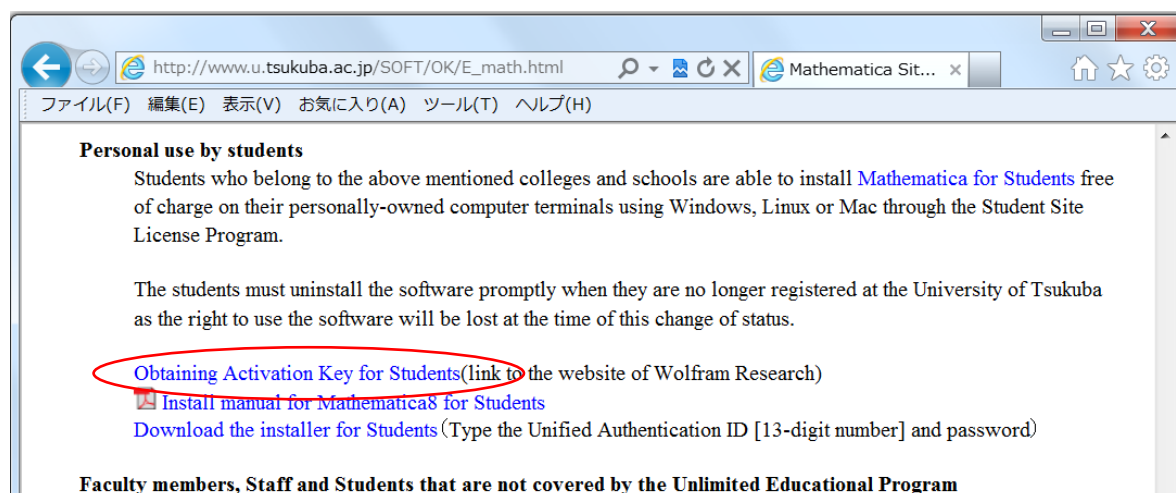 http://www.u.tsukuba.ac.jp/SOFT/OK/E_math.html
Mathematica Sit...
ファイル(F) 編集(E) 表示(V) お気に入り(A) ツール(T) ヘルプ(H)
Personal use by students
Students who belong to the above mentioned colleges and schools are able to install Mathematica for Students free
of charge on their personally-owned computer terminals using Windows, Linux or Mac through the Student Site
License Program.
The students must uninstall the software promptly when they are no longer registered at the University of Tsukuba
as the right to use the software will be lost at the time of this change of status.
Obtaining Activation Key for Students(link to the website of Wolfram Research)
Install manual for Mathematica8 for Students
Download the installer for Students（Type the Unified Authentication ID [13-digit number] and password）
Faculty members, Staff and Students that are not covered by the Unlimited Educational Program